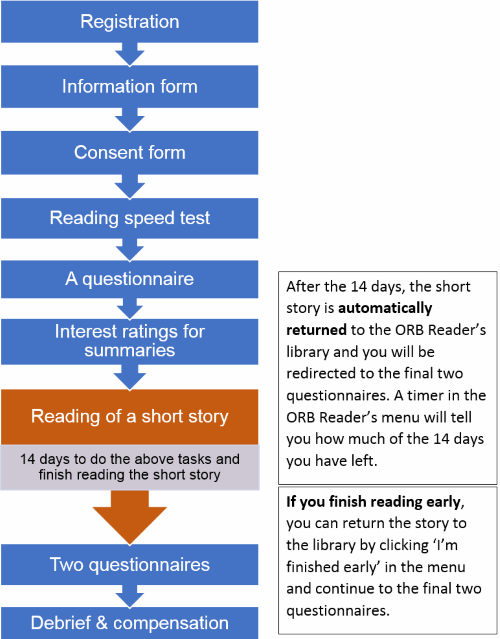 Registration
Information form
Consent form
Reading speed test
A questionnaire
Interest ratings for
summaries
Reading of a short story
14 days to do the above tasks and
finish reading the short story
Two questionnaires
Debrief & compensation
After the 14 days, the short
story is automatically
returned to the ORB Reader’s
library and you will be
redirected to the final two
questionnaires. A timer in the
ORB Reader’s menu will tell
you how much of the 14 days
you have left.
If you finish reading early,
you can return the story to
the library by clicking ‘I’m
finished early’ in the menu
and continue to the final two
questionnaires.